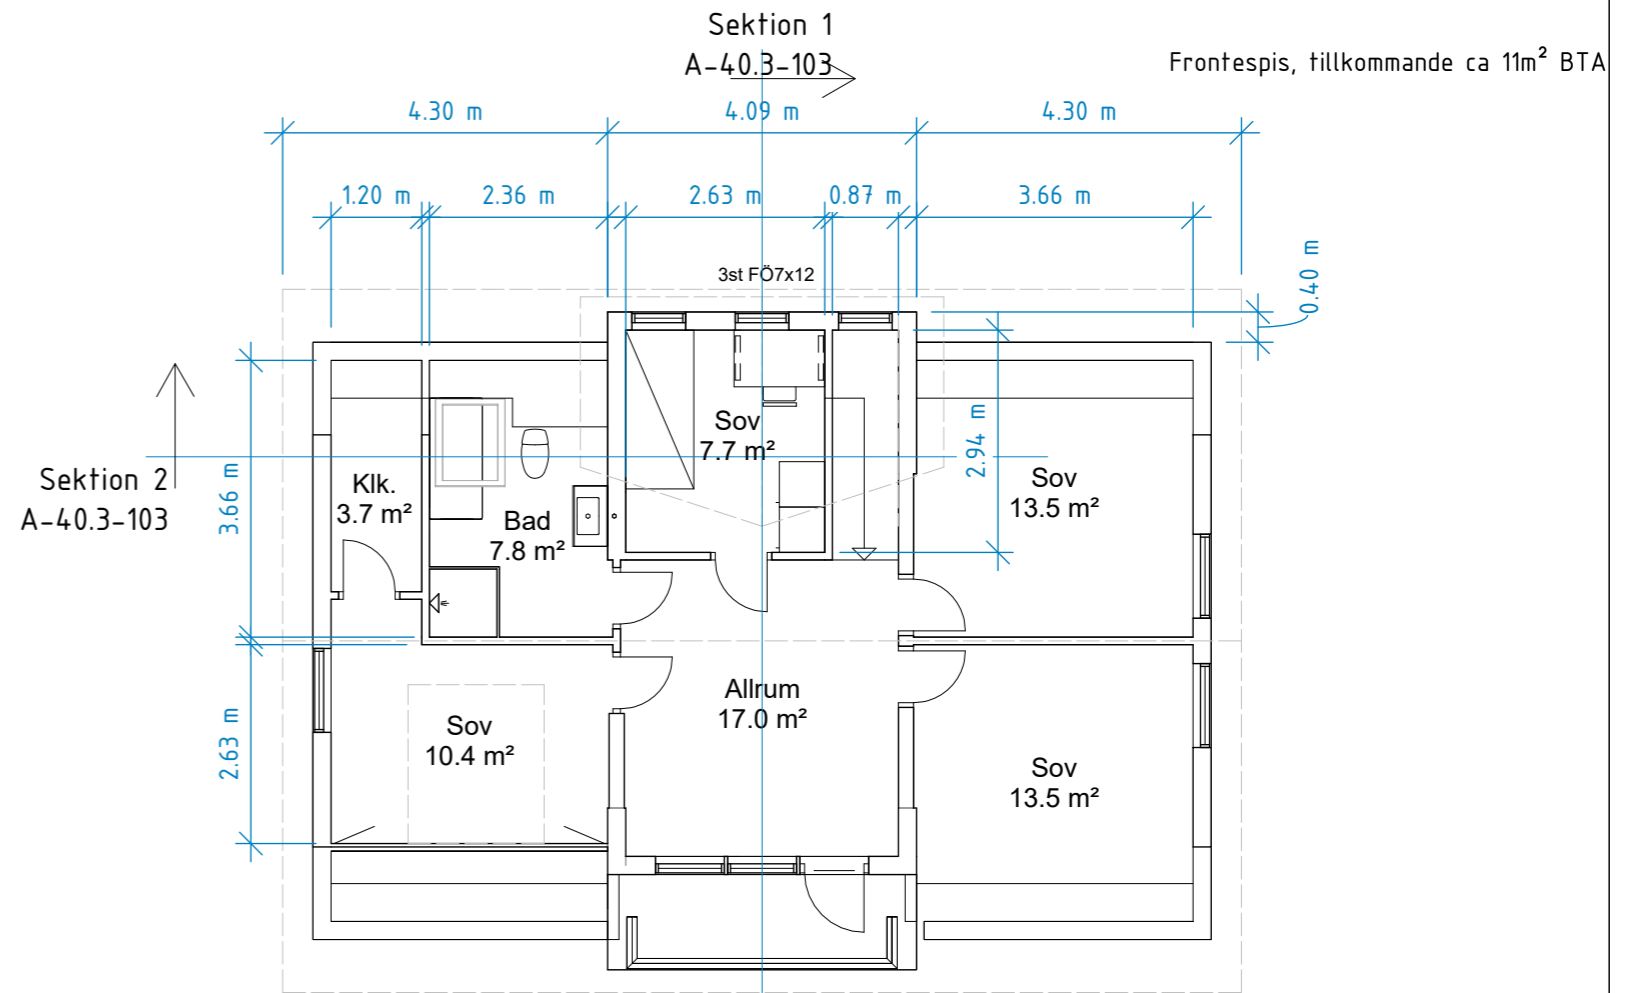 Sektion 1
A-40.3-103
Frontespis, tillkommande ca 11m² BTA
4.30 m
4.09 m
4.30 m
1.20 m
2.36 m
2.63 m
0.87 m
3.66 m
0.40 m
3st FÖ7x12
Sov
7.7 m²
2.94 m
Sektion 2
A-40.3-103
3.66 m
Klk.
3.7 m²
Bad
7.8 m²
Sov
13.5 m²
2.63 m
Sov
10.4 m²
Allrum
17.0 m²
Sov
13.5 m²